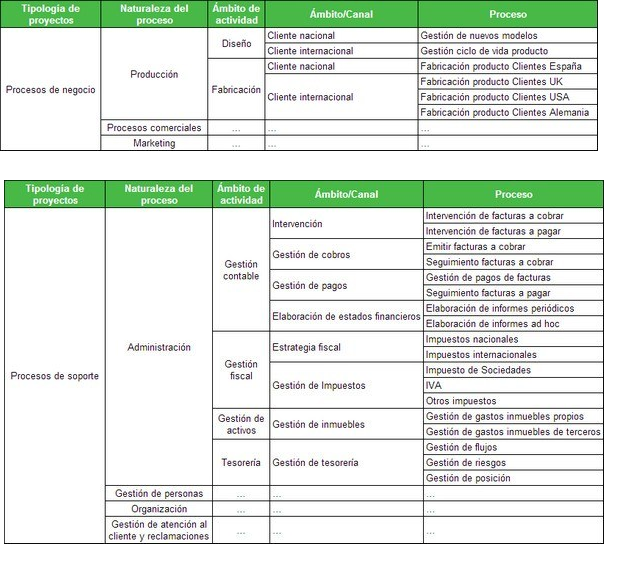 Tipología de proyectos Naturaleza del proceso Ámbito de actividad Ámbito/Canal Proceso
Procesos de negocio Producción Diseño Cliente nacional Gestión de nuevos modelos
Cliente internacional Gestión ciclo de vida producto
Fabricación Cliente nacional Fabricación producto Clientes España
Cliente internacional Fabricación producto Clientes UK
Fabricación producto Clientes USA
Fabricación producto Clientes Alemania
Procesos comerciales ... ... ...
Marketing ... ... ...
Tipología de proyectos Naturaleza del proceso Ámbito de actividad Ámbito/Canal Proceso
Procesos de soporte Administración Gestión contable Intervención Intervención de facturas a cobrar
Intervención de facturas a pagar
Gestión de cobros Emitir facturas a cobrar
Seguimiento facturas a cobrar
Gestión de pagos Gestión de pagos de facturas
Seguimiento facturas a pagar
Elaboración de estados financieros Elaboración de informes periódicos
Elaboración de informes ad hoc
Gestión fiscal Estrategia fiscal Impuestos nacionales
Impuestos internacionales
Gestión de Impuestos Impuesto de Sociedades
IVA
Otros impuestos
Gestión de activos Gestión de inmuebles Gestión de gastos inmuebles propios
Gestión de gastos inmuebles de terceros
Tesorería Gestión de tesorería Gestión de flujos
Gestión de riesgos
Gestión de posición
Gestión de personas ... ... ...
Organización ... ... ...
Gestión de atención al cliente y reclamaciones ... ... ...